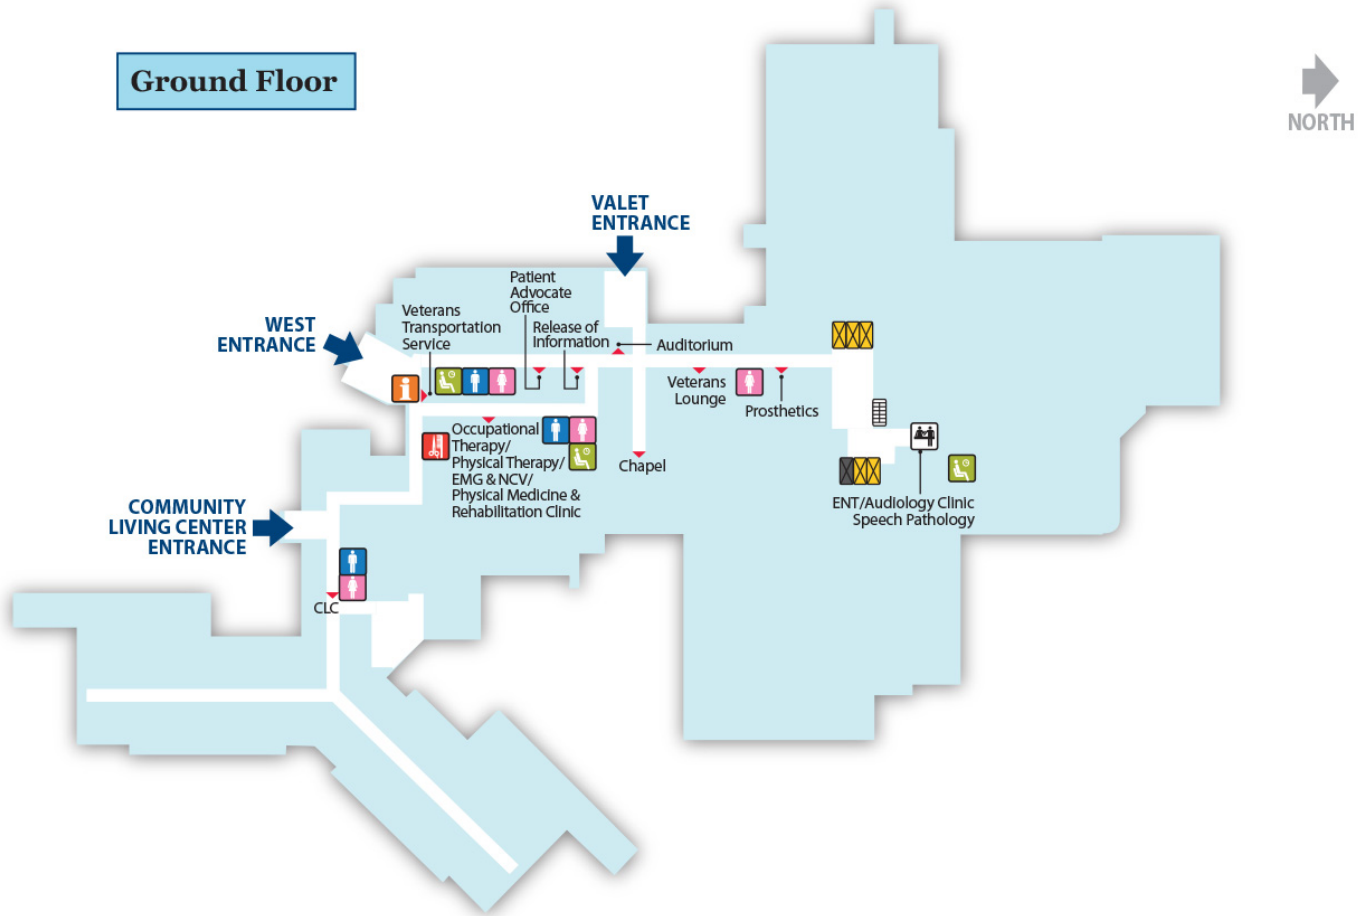 Ground Floor
NORTH
VALET
ENTRANCE
WEST
ENTRANCE
Veterans
Transportation
Service
Patient
Advocate
Office
Release of
Information
Auditorium
Veterans
Lounge
Prosthetics
Occupational
Therapy/
Physical Therapy/
EMG & NCV/
Physical Medicine &
Rehabilitation Clinic
Chapel
ENT/Audiology Clinic
Speech Pathology
COMMUNITY
LIVING CENTER
ENTRANCE
CLC